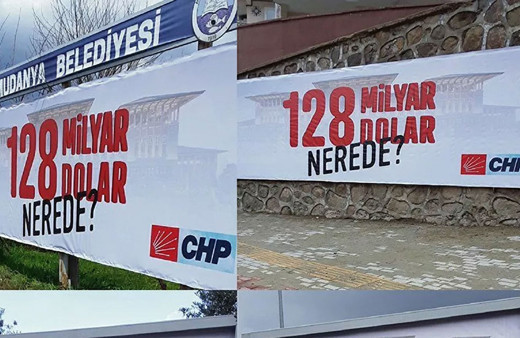 MUDANYA BELEDİYESİ
128 MİLYAR
DOLAR
NEREDE?
CHP
128 MİLYAR
DOLAR
NEREDE?
CHP